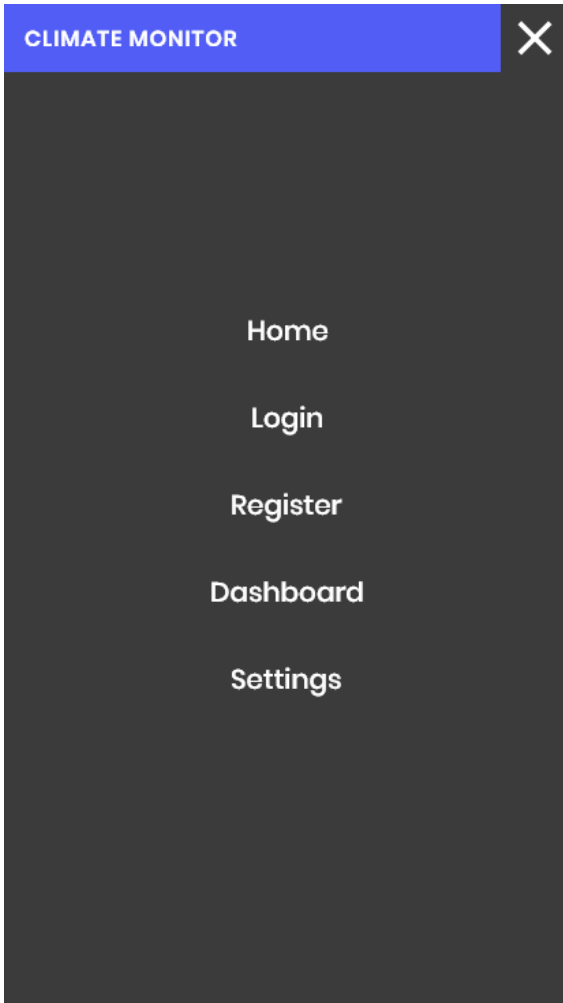 CLIMATE MONITOR
Home
Login
Register
Dashboard
Settings